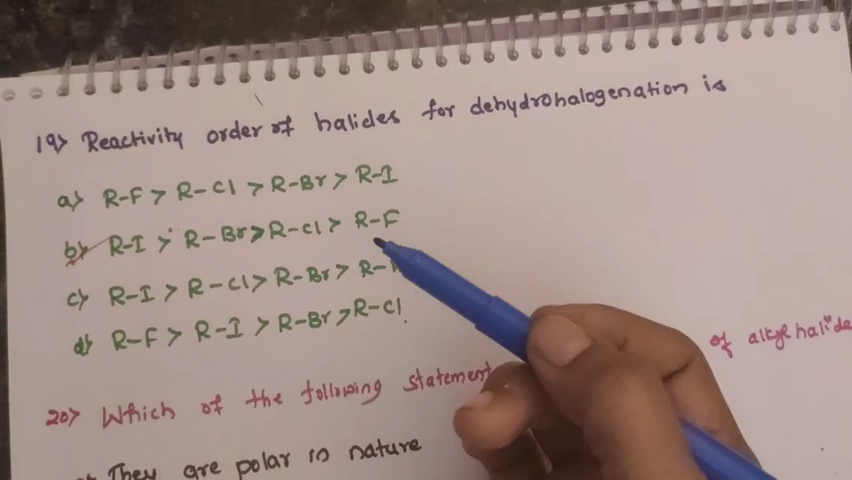 19> Reactivity order of halides for dehydrohalogenation is
a> R-F > R-Cl > R-Br > R-I
b> R-I > R-Br > R-Cl > R-F
c> R-I > R-Cl > R-Br > R-
d> R-F > R-I > R-Br > R-Cl.
20> Which of the following statement of alkyl halide
They are polar in nature